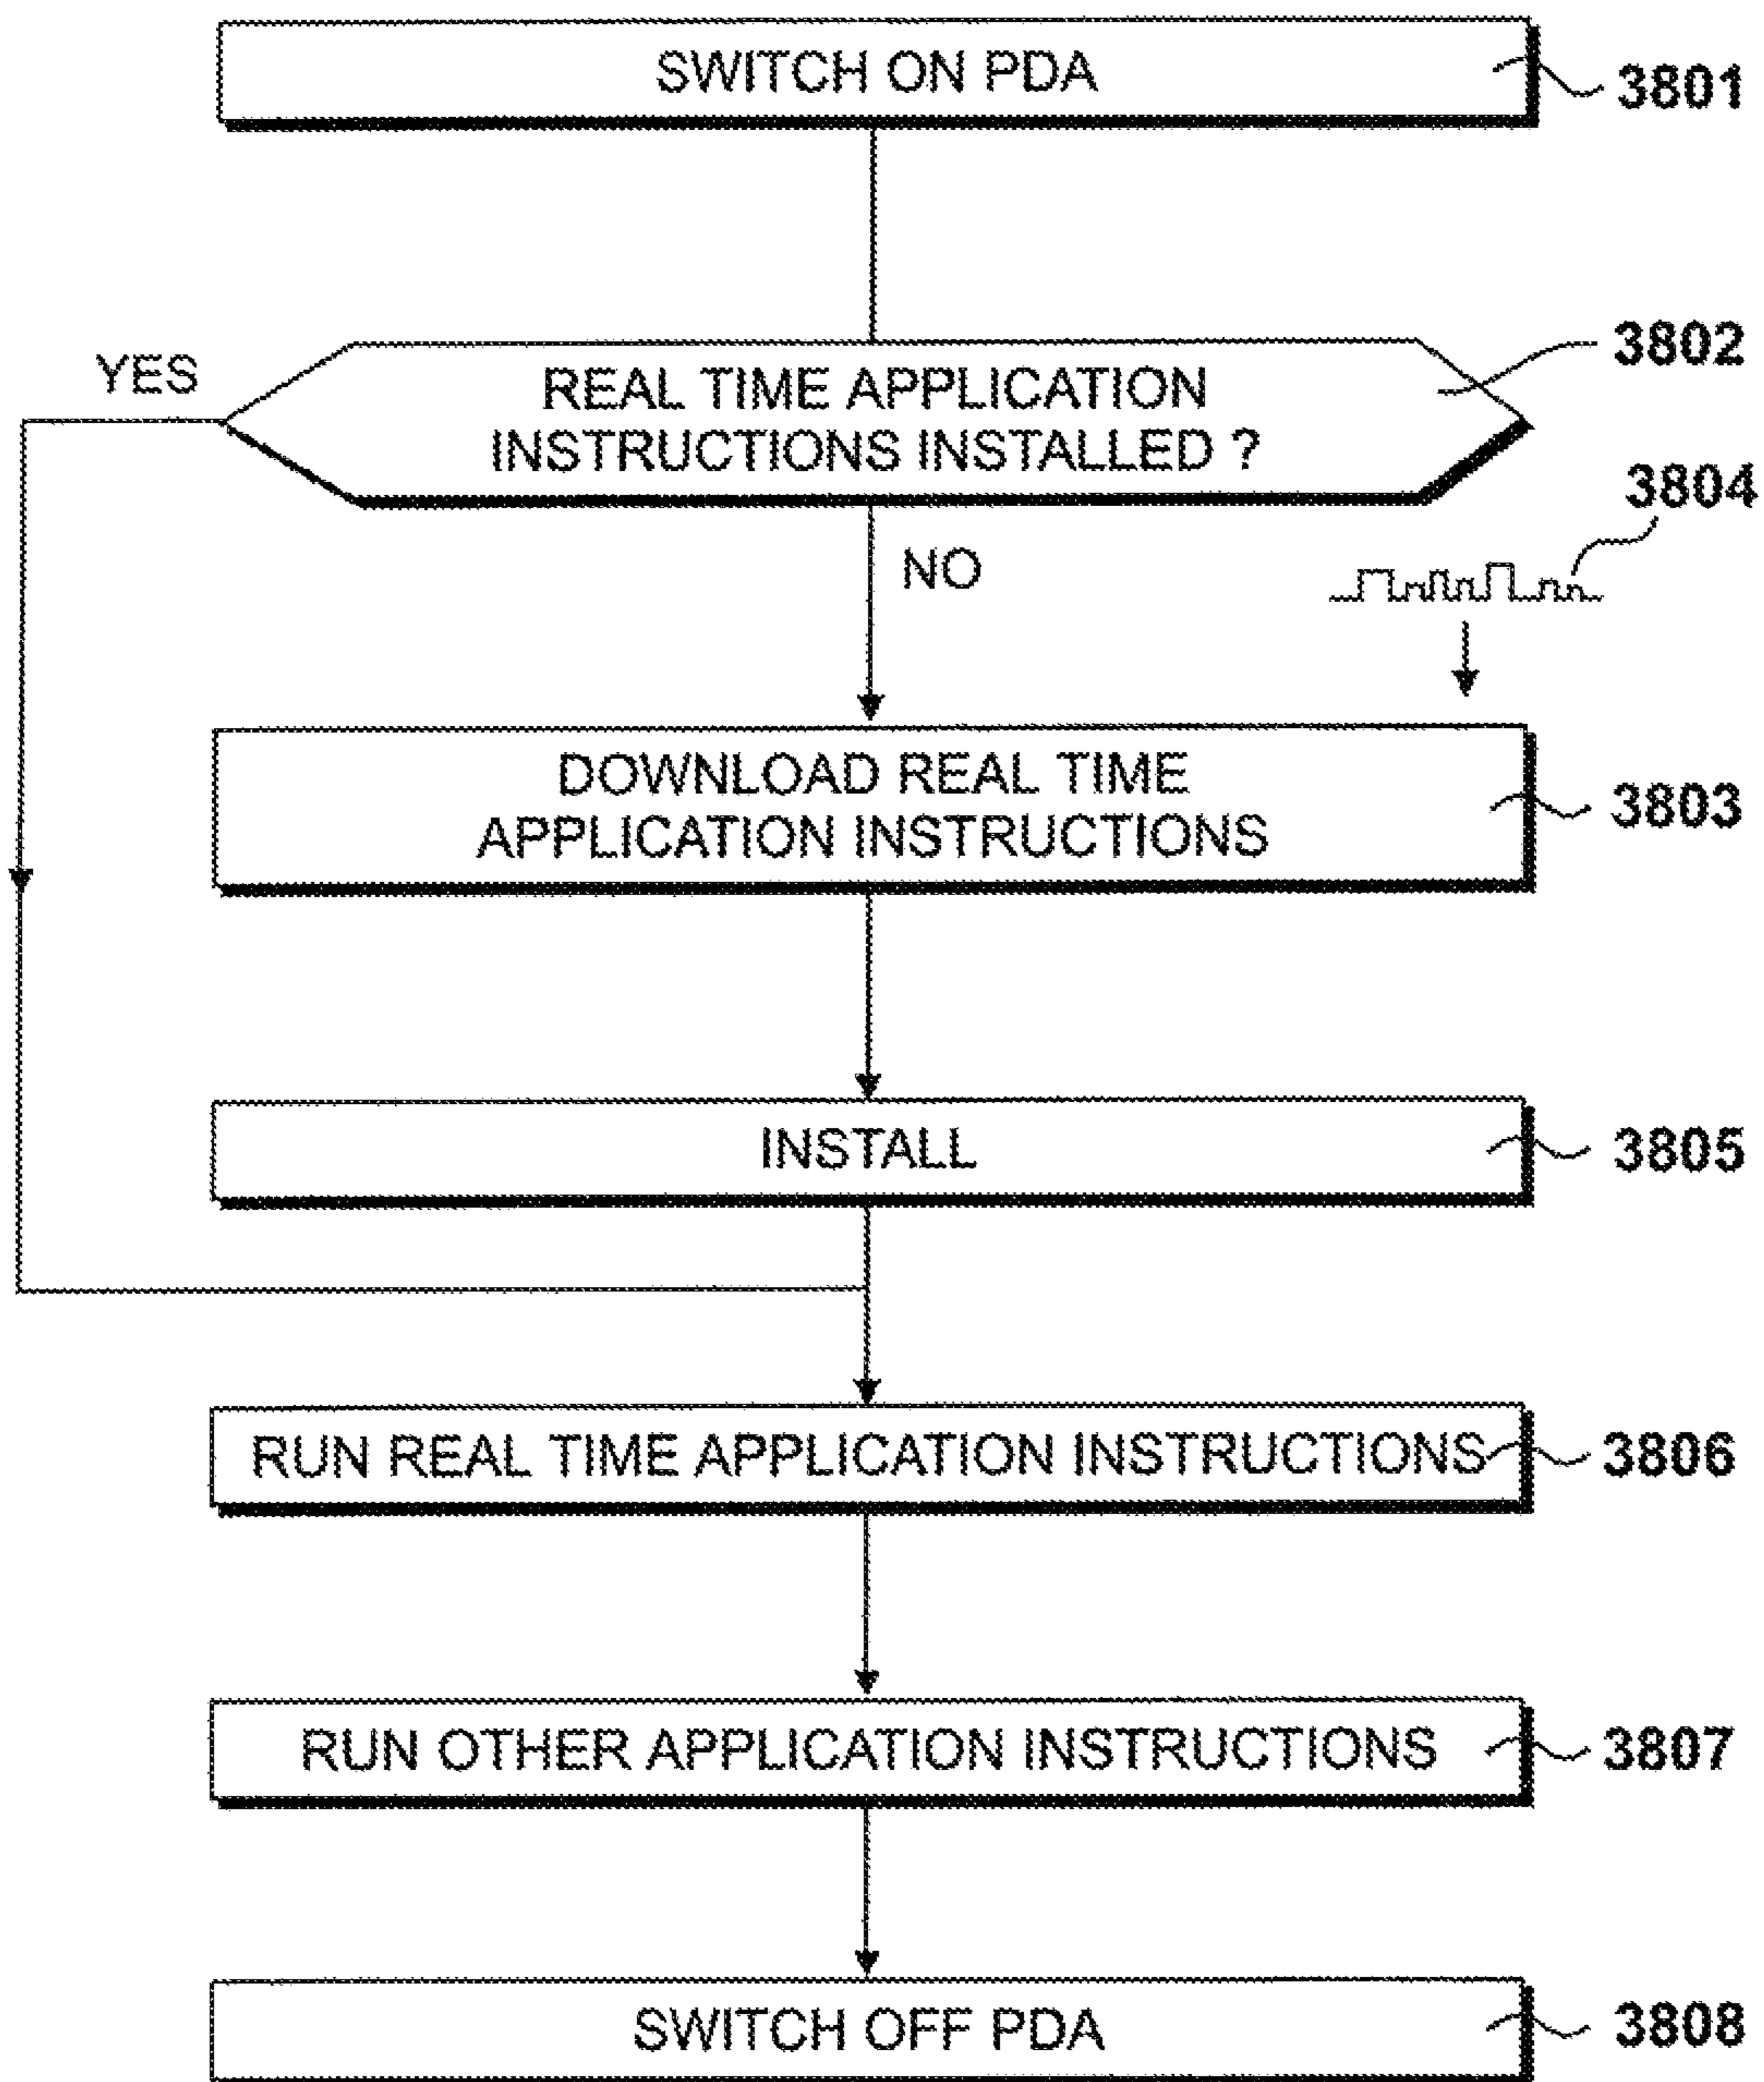 SWITCH ON PDA
3801
YES
REAL TIME APPLICATION
INSTRUCTIONS INSTALLED ?
3802
3804
NO
DOWNLOAD REAL TIME
APPLICATION INSTRUCTIONS
3803
INSTALL
3805
RUN REAL TIME APPLICATION INSTRUCTIONS
3806
RUN OTHER APPLICATION INSTRUCTIONS
3807
SWITCH OFF PDA
3808